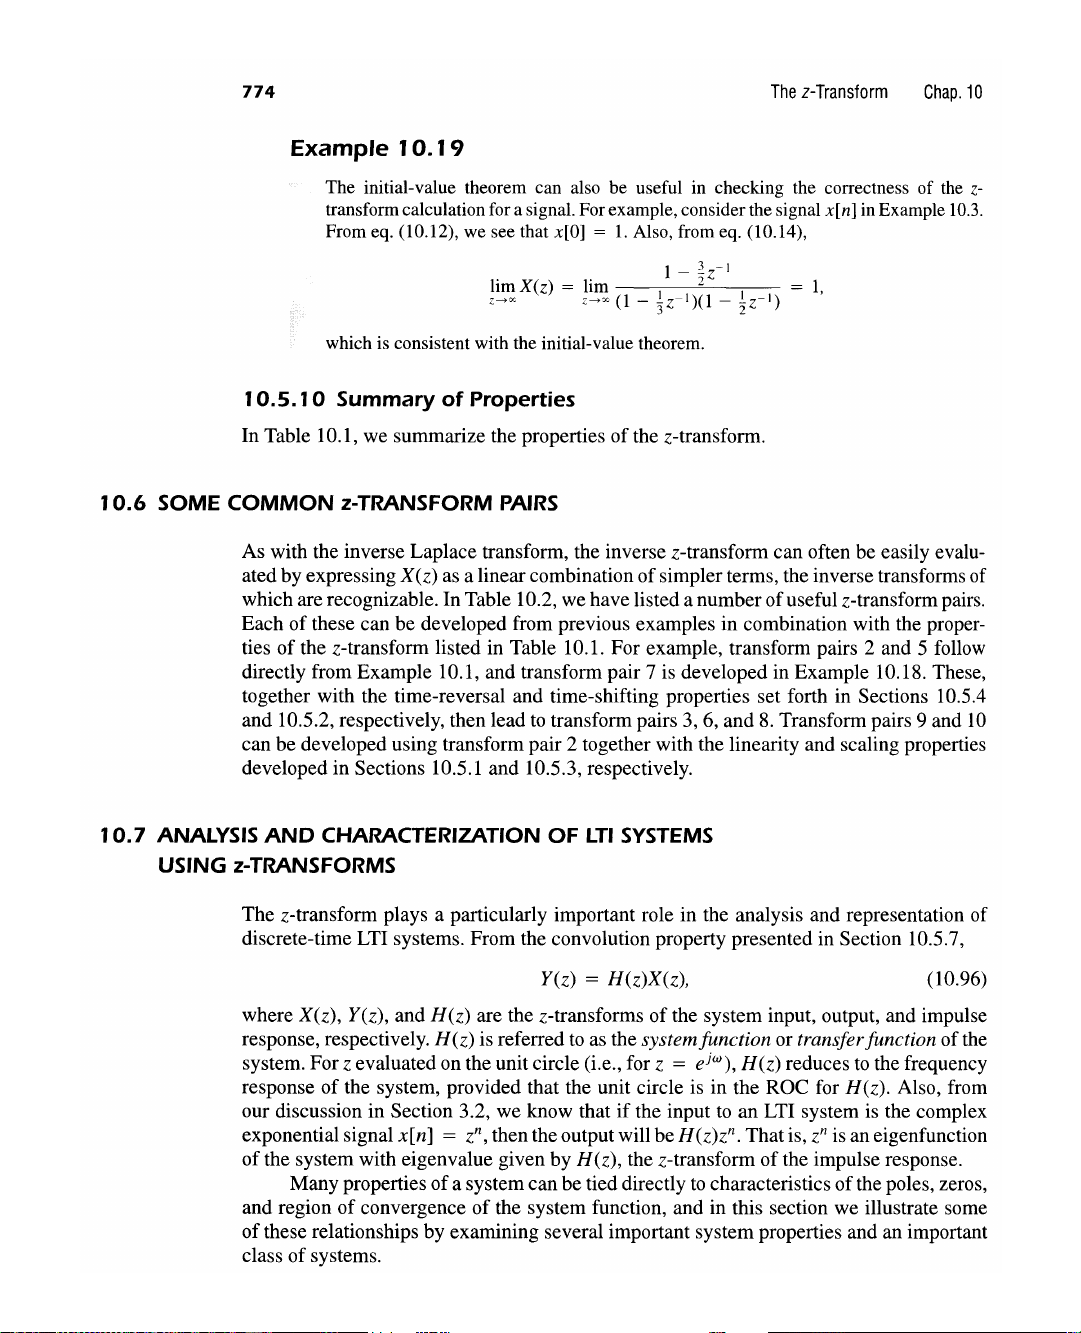 774 The z-Transform Chap. 10
Example 10.19
The initial-value theorem can also be useful in checking the correctness of the z-
transform calculation for a signal. For example, consider the signal x[n] in Example 10.3.
From eq. (10.12), we see that x[0] = 1. Also, from eq. (10.14),
lim_{z→∞} X(z) = lim_{z→∞} (1 − 3/2 z⁻¹) / ((1 − 1/3 z⁻¹)(1 − 1/2 z⁻¹)) = 1,
which is consistent with the initial-value theorem.
10.5.10 Summary of Properties
In Table 10.1, we summarize the properties of the z-transform.
10.6 SOME COMMON z-TRANSFORM PAIRS
As with the inverse Laplace transform, the inverse z-transform can often be easily evalu-
ated by expressing X(z) as a linear combination of simpler terms, the inverse transforms of
which are recognizable. In Table 10.2, we have listed a number of useful z-transform pairs.
Each of these can be developed from previous examples in combination with the proper-
ties of the z-transform listed in Table 10.1. For example, transform pairs 2 and 5 follow
directly from Example 10.1, and transform pair 7 is developed in Example 10.18. These,
together with the time-reversal and time-shifting properties set forth in Sections 10.5.4
and 10.5.2, respectively, then lead to transform pairs 3, 6, and 8. Transform pairs 9 and 10
can be developed using transform pair 2 together with the linearity and scaling properties
developed in Sections 10.5.1 and 10.5.3, respectively.
10.7 ANALYSIS AND CHARACTERIZATION OF LTI SYSTEMS
USING z-TRANSFORMS
The z-transform plays a particularly important role in the analysis and representation of
discrete-time LTI systems. From the convolution property presented in Section 10.5.7,
Y(z) = H(z)X(z), (10.96)
where X(z), Y(z), and H(z) are the z-transforms of the system input, output, and impulse
response, respectively. H(z) is referred to as the system function or transfer function of the
system. For z evaluated on the unit circle (i.e., for z = e^{jω}), H(z) reduces to the frequency
response of the system, provided that the unit circle is in the ROC for H(z). Also, from
our discussion in Section 3.2, we know that if the input to an LTI system is the complex
exponential signal x[n] = zⁿ, then the output will be H(z)zⁿ. That is, zⁿ is an eigenfunction
of the system with eigenvalue given by H(z), the z-transform of the impulse response.
Many properties of a system can be tied directly to characteristics of the poles, zeros,
and region of convergence of the system function, and in this section we illustrate some
of these relationships by examining several important system properties and an important
class of systems.